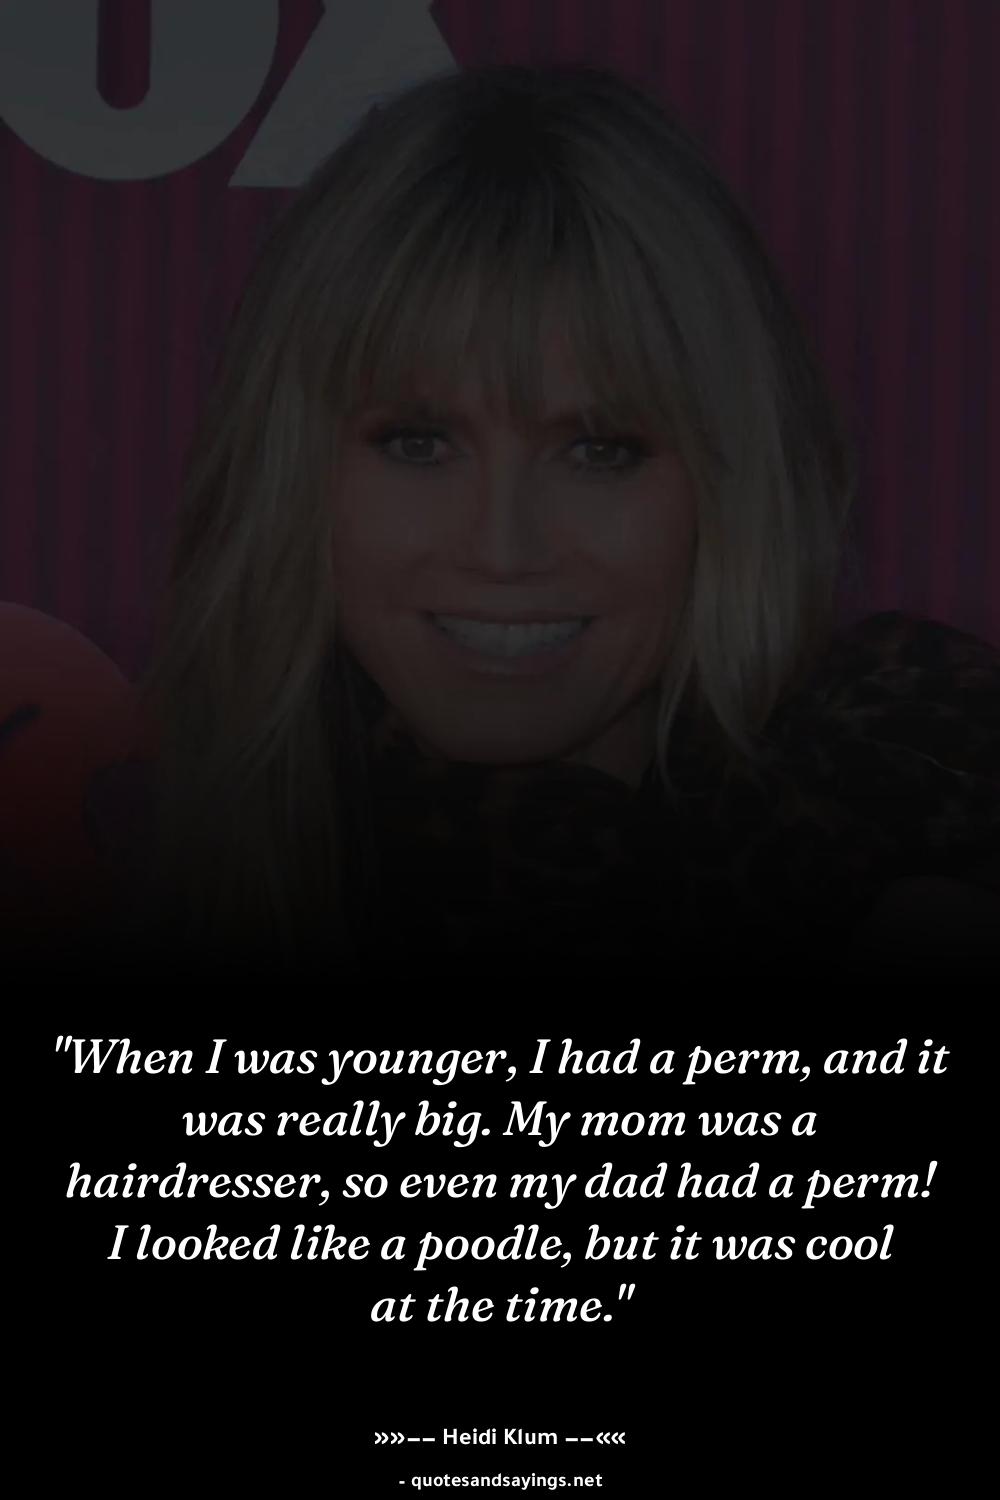 "When I was younger, I had a perm, and it
was really big. My mom was a
hairdresser, so even my dad had a perm!
I looked like a poodle, but it was cool
at the time."
»»−− Heidi Klum −−««
- quotesandsayings.net